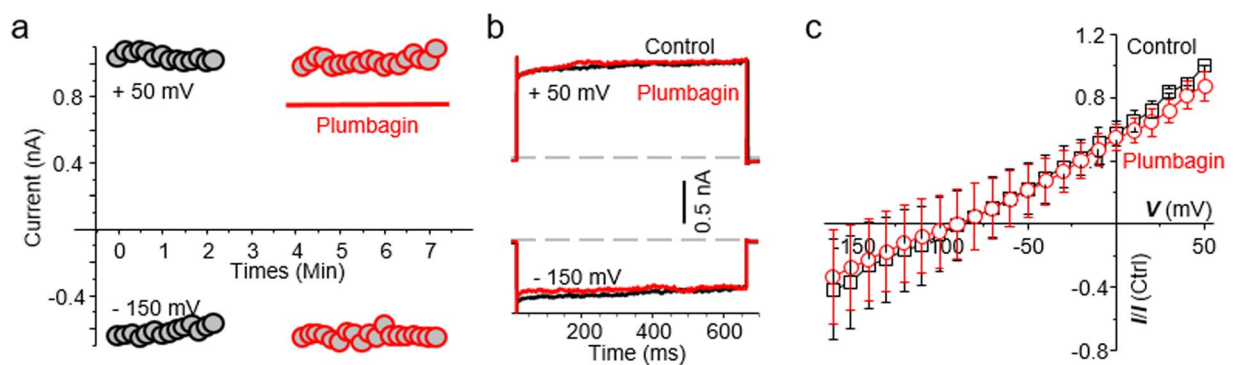 a
+ 50 mV
Plumbagin
0.8
0.4
-0.4
Current (nA)
0 1 2 3 4 5 6 7
Times (Min)
- 150 mV
b
Control
+ 50 mV
Plumbagin
0.5 nA
- 150 mV
200 400 600
Time (ms)
c
1.2
Control
0.8
0.4
Plumbagin
V (mV)
-150 -100 -50 50
-0.4
-0.8
I/I (Ctrl)